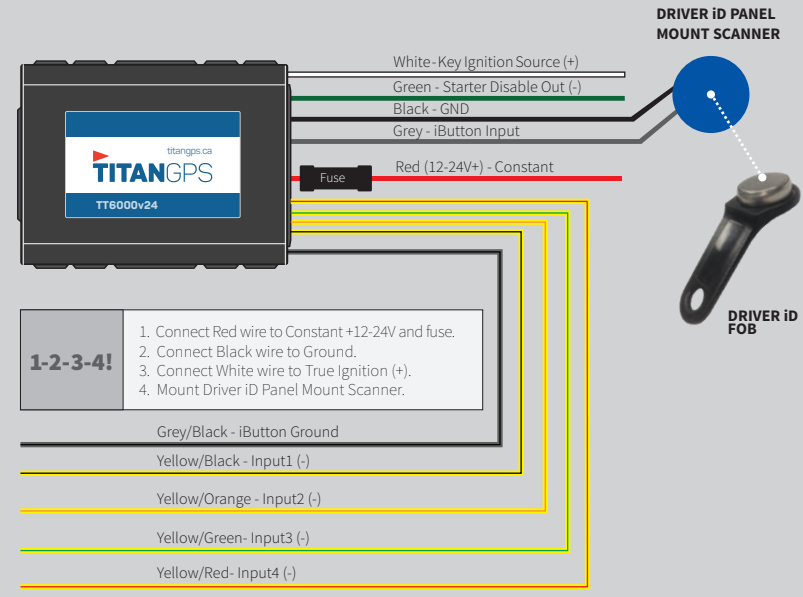 DRIVER iD PANEL
MOUNT SCANNER
White-Key Ignition Source (+)
Green - Starter Disable Out (-)
Black - GND
Grey - iButton Input
Fuse
Red (12-24V+) - Constant
titangps.ca
TITANGPS
TT6000v24
DRIVER iD
FOB
1-2-3-4!
1. Connect Red wire to Constant +12-24V and fuse.
2. Connect Black wire to Ground.
3. Connect White wire to True Ignition (+).
4. Mount Driver iD Panel Mount Scanner.
Grey/Black - iButton Ground
Yellow/Black - Input1 (-)
Yellow/Orange - Input2 (-)
Yellow/Green- Input3 (-)
Yellow/Red- Input4 (-)